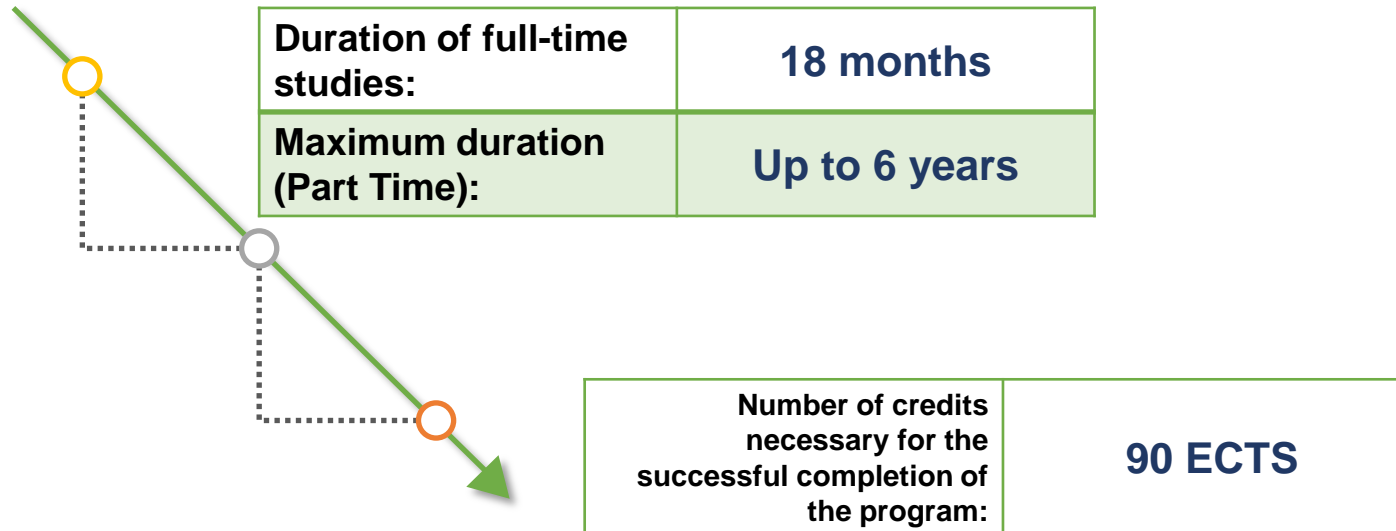 Duration of full-time
studies:
18 months
Maximum duration
(Part Time):
Up to 6 years
Number of credits
necessary for the
successful completion of
the program:
90 ECTS